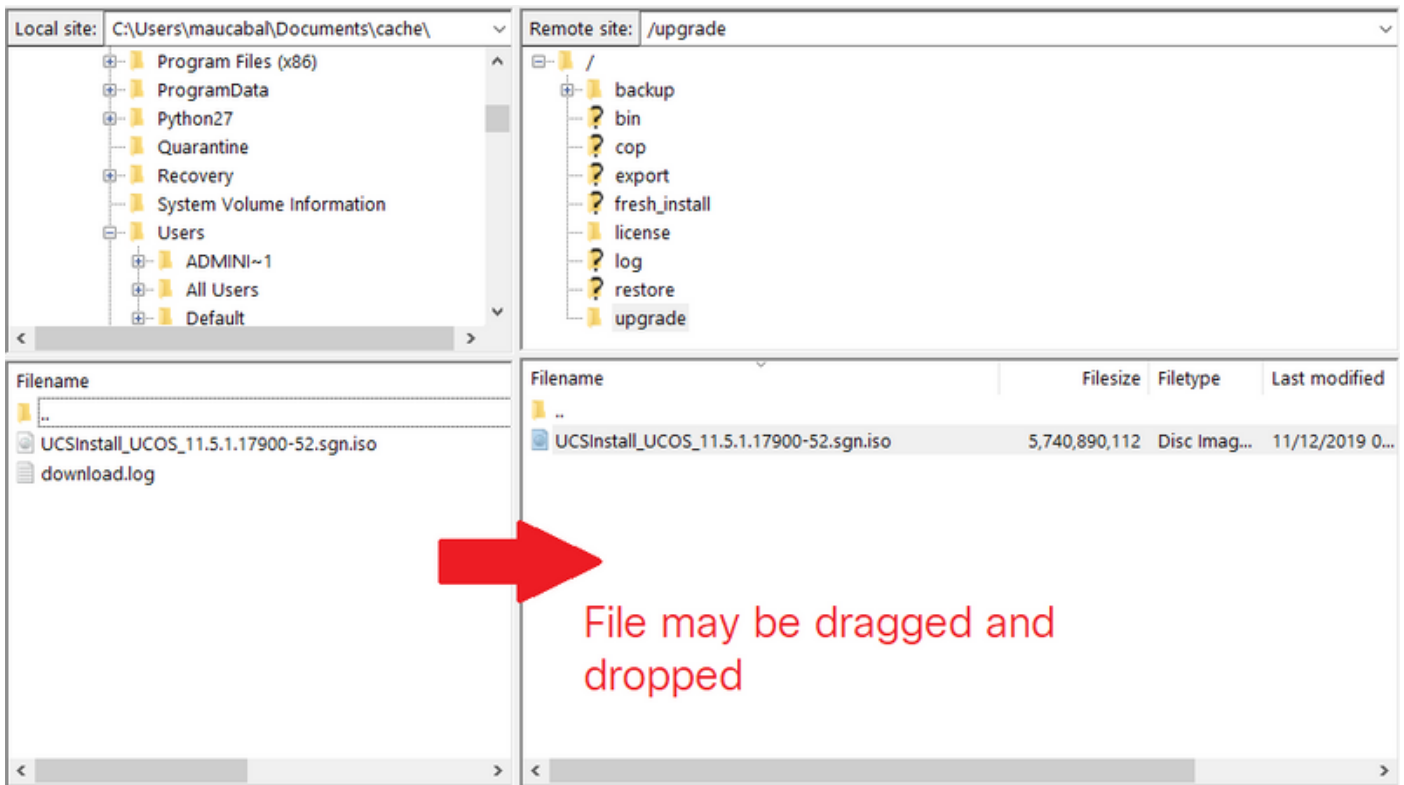 Local site: C:\Users\maucabal\Documents\cache\
Program Files (x86)
ProgramData
Python27
Quarantine
Recovery
System Volume Information
Users
ADMINI~1
All Users
Default
Remote site: /upgrade
/
backup
bin
cop
export
fresh_install
license
log
restore
upgrade
Filename
..
UCSInstall_UCOS_11.5.1.17900-52.sgn.iso
download.log
Filename Filesize Filetype Last modified
..
UCSInstall_UCOS_11.5.1.17900-52.sgn.iso 5,740,890,112 Disc Imag... 11/12/2019 0...
File may be dragged and
dropped